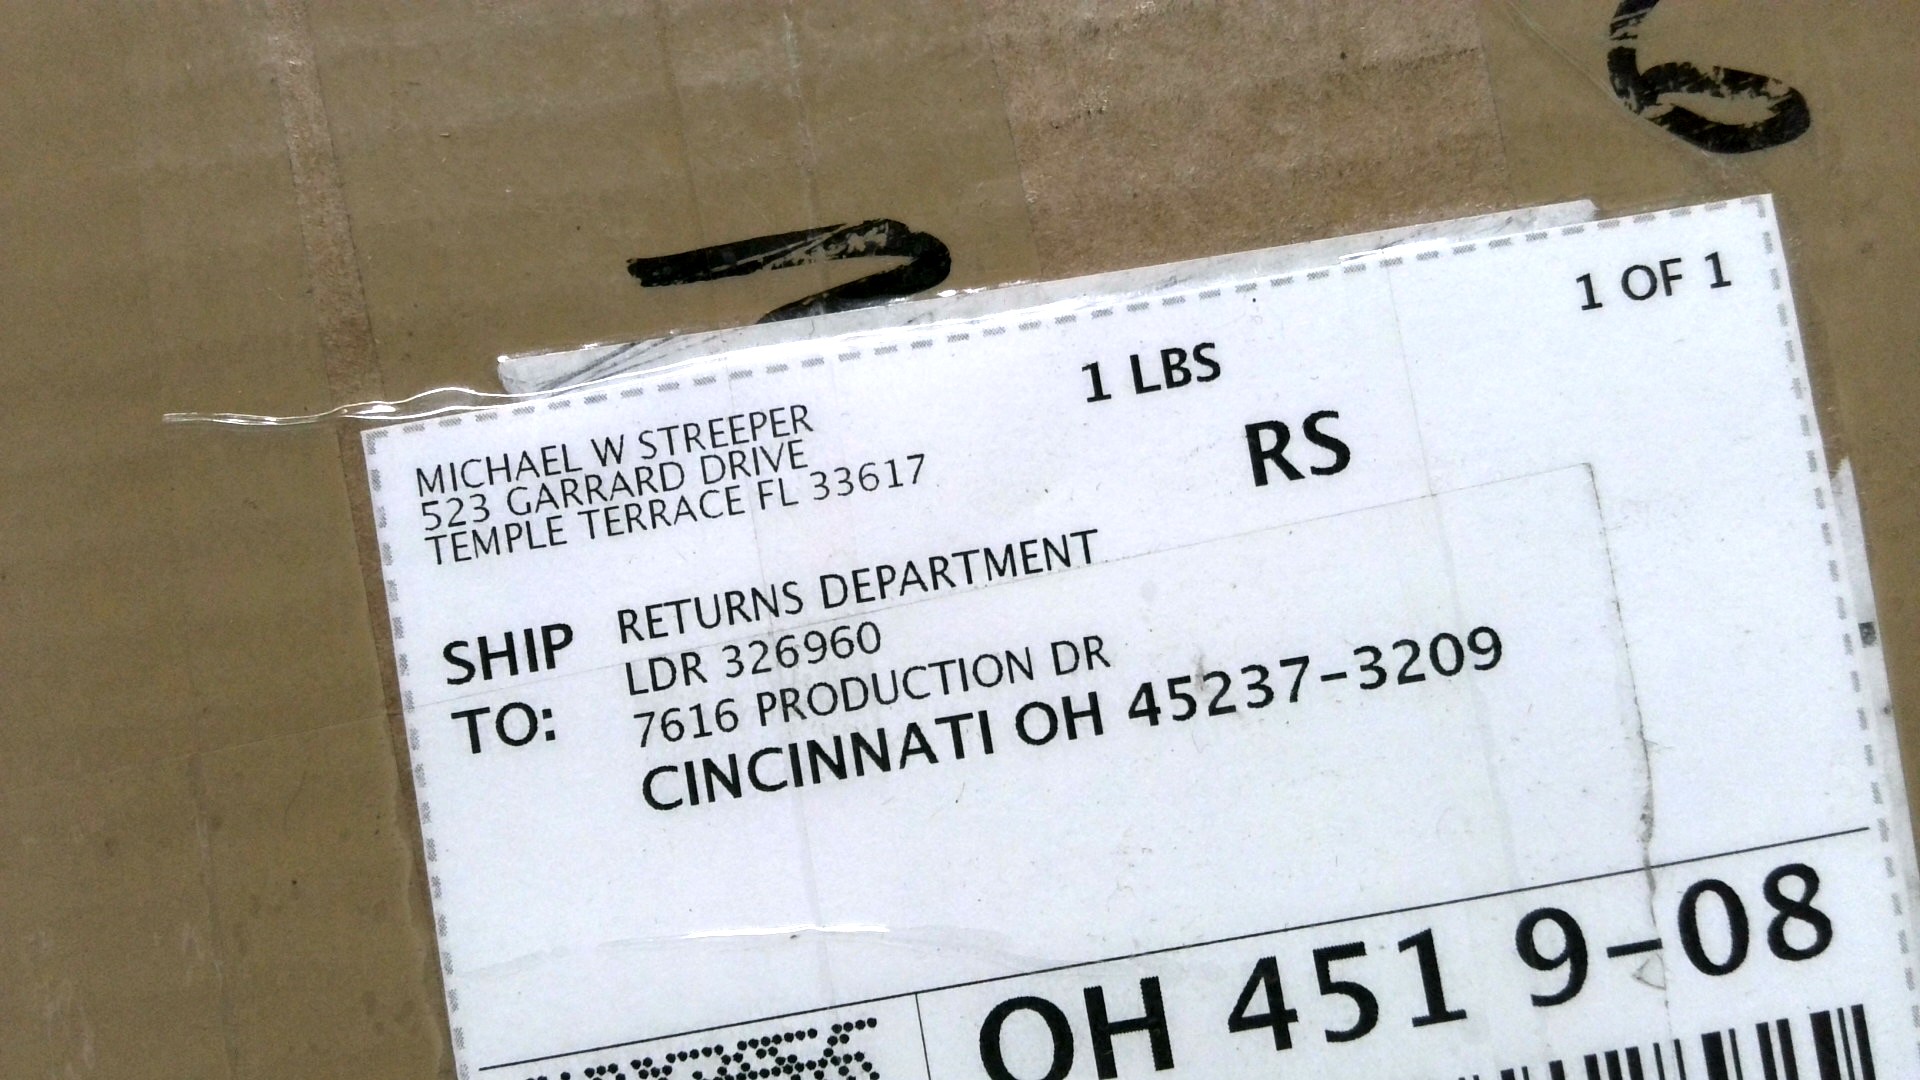 1 OF 1
1 LBS
RS
MICHAEL W STREEPER
523 GARRARD DRIVE
TEMPLE TERRACE FL 33617
SHIP TO:
RETURNS DEPARTMENT
LDR 326960
7616 PRODUCTION DR
CINCINNATI OH 45237-3209
OH 451 9-08